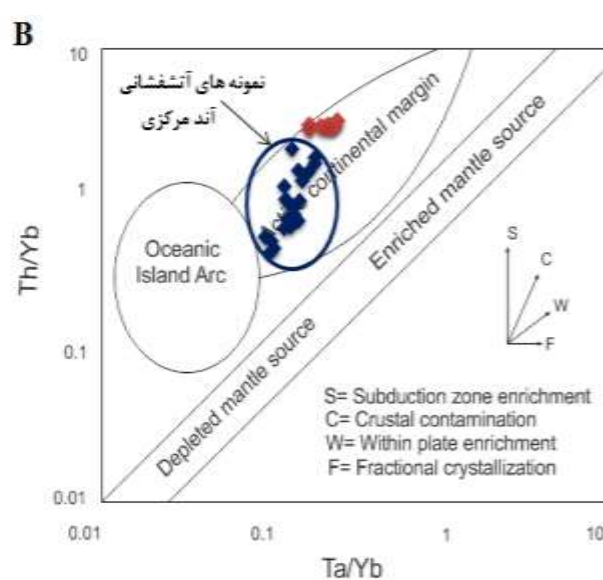 B
10
1
0.1
0.01
Th/Yb
نمونه های آتشفشانی
آند مرکزی
continental margin
Oceanic
Island Arc
Enriched mantle source
Depleted mantle source
S
C
W
F
S= Subduction zone enrichment
C= Crustal contamination
W= Within plate enrichment
F= Fractional crystallization
0.01
0.1
1
10
Ta/Yb